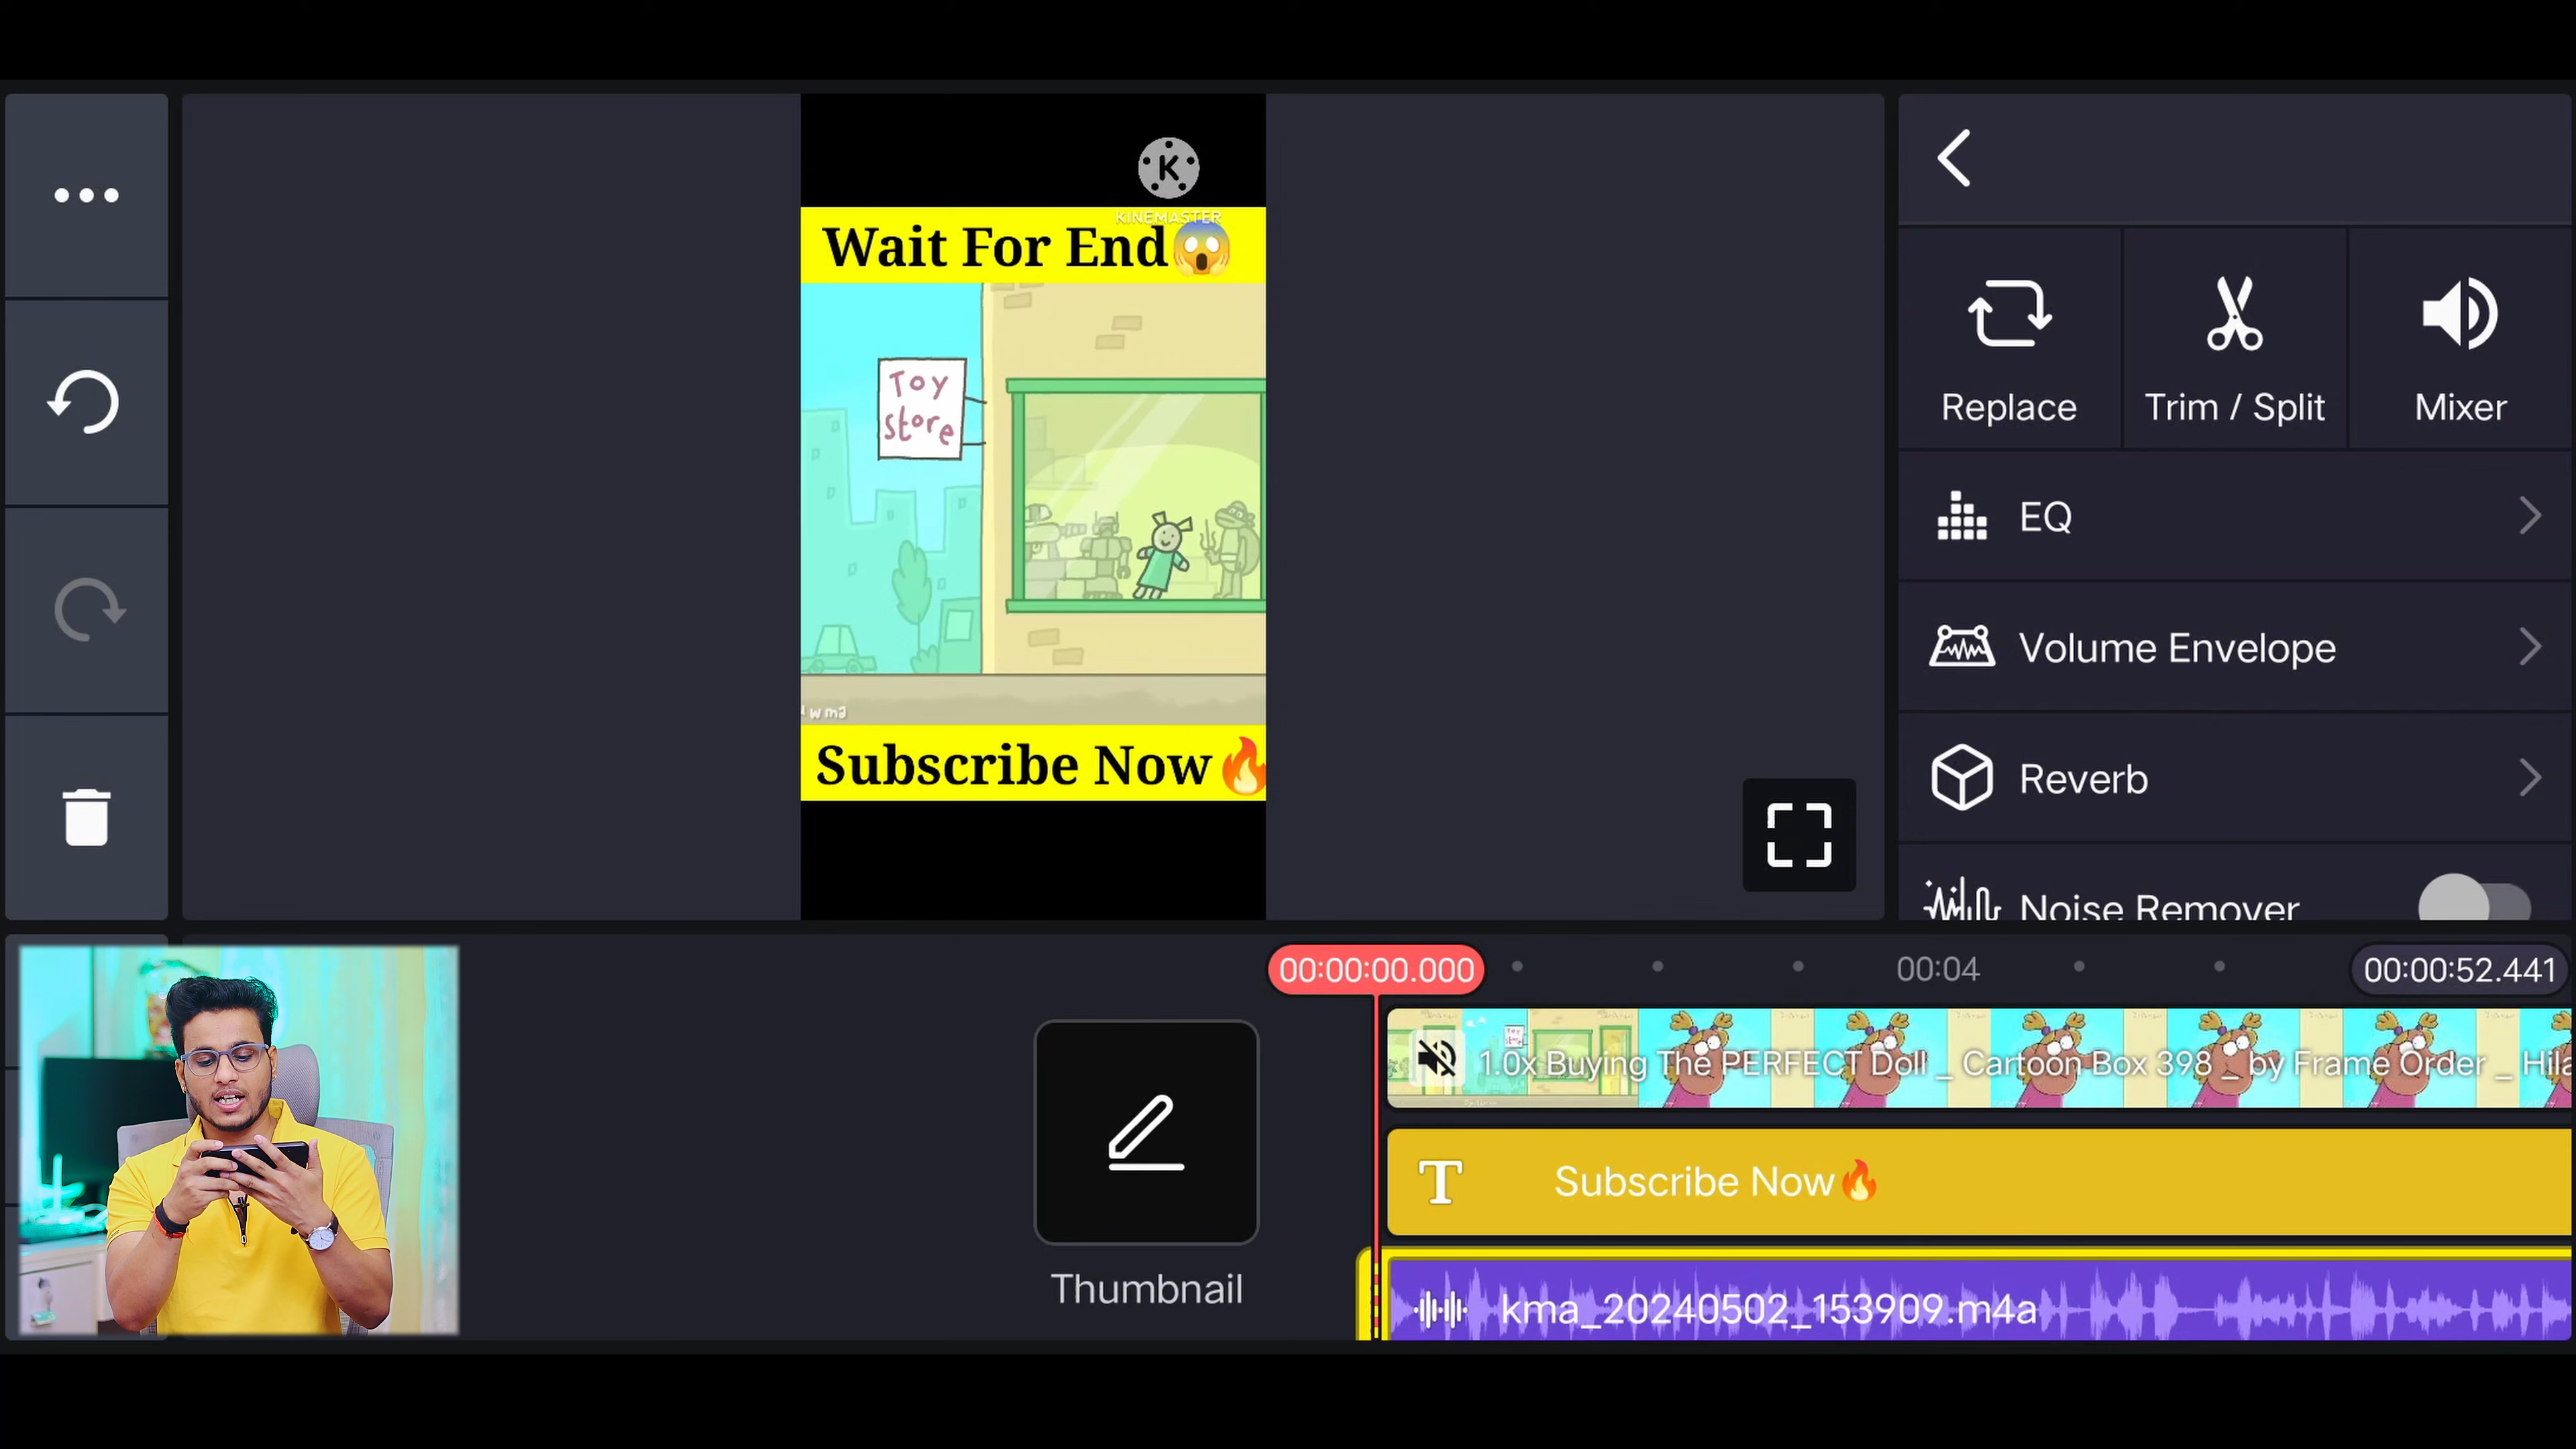 KINEMASTER
Wait For End😱
Toy
store
wma
Subscribe Now🔥
Replace
Trim / Split
Mixer
EQ
Volume Envelope
Reverb
Noise Remover
00:00:00.000
00:04
00:00:52.441
1.0x Buying The PERFECT Doll _ Cartoon Box 398 _ by Frame Order _ Hila
Subscribe Now🔥
Thumbnail
kma_20240502_153909.m4a